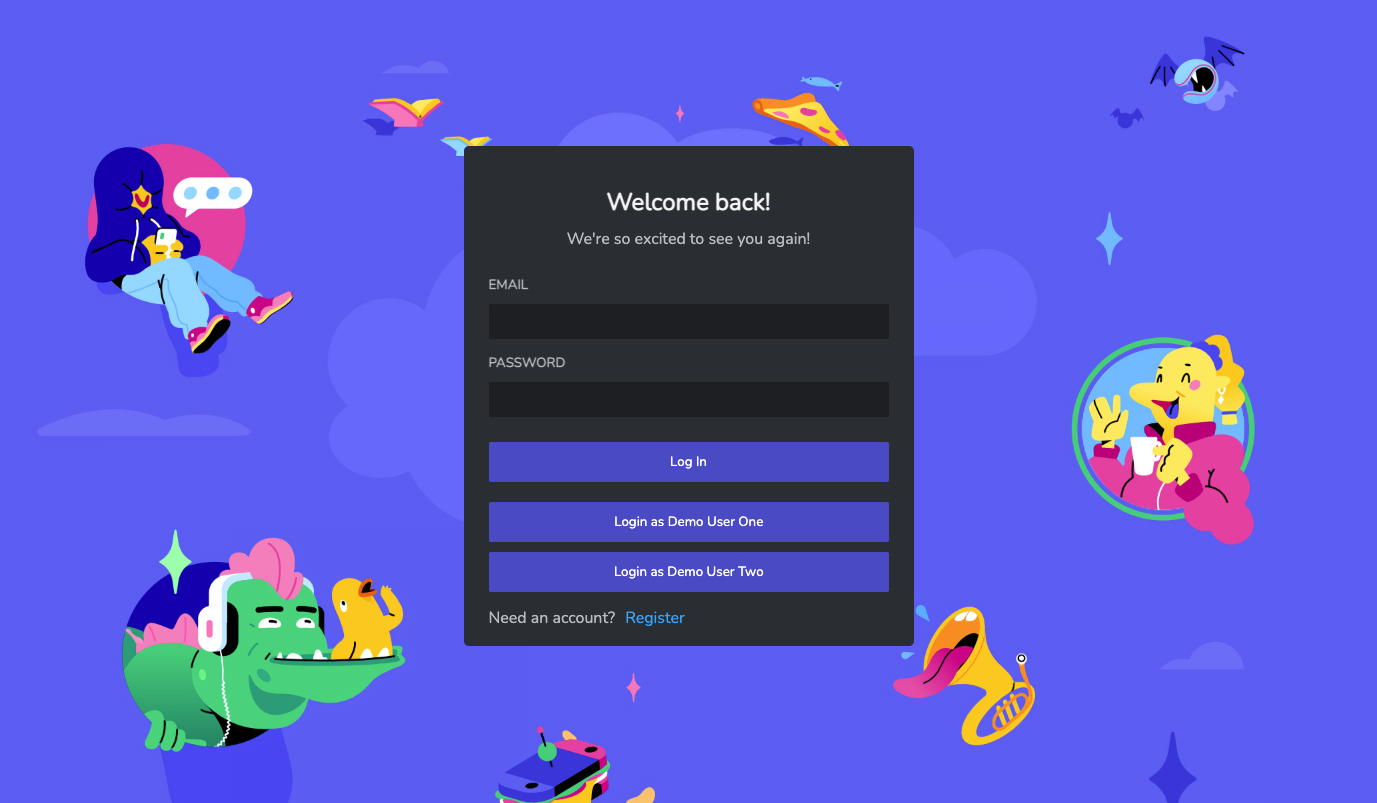 Welcome back!
We're so excited to see you again!
EMAIL
PASSWORD
Log In
Login as Demo User One
Login as Demo User Two
Need an account? Register